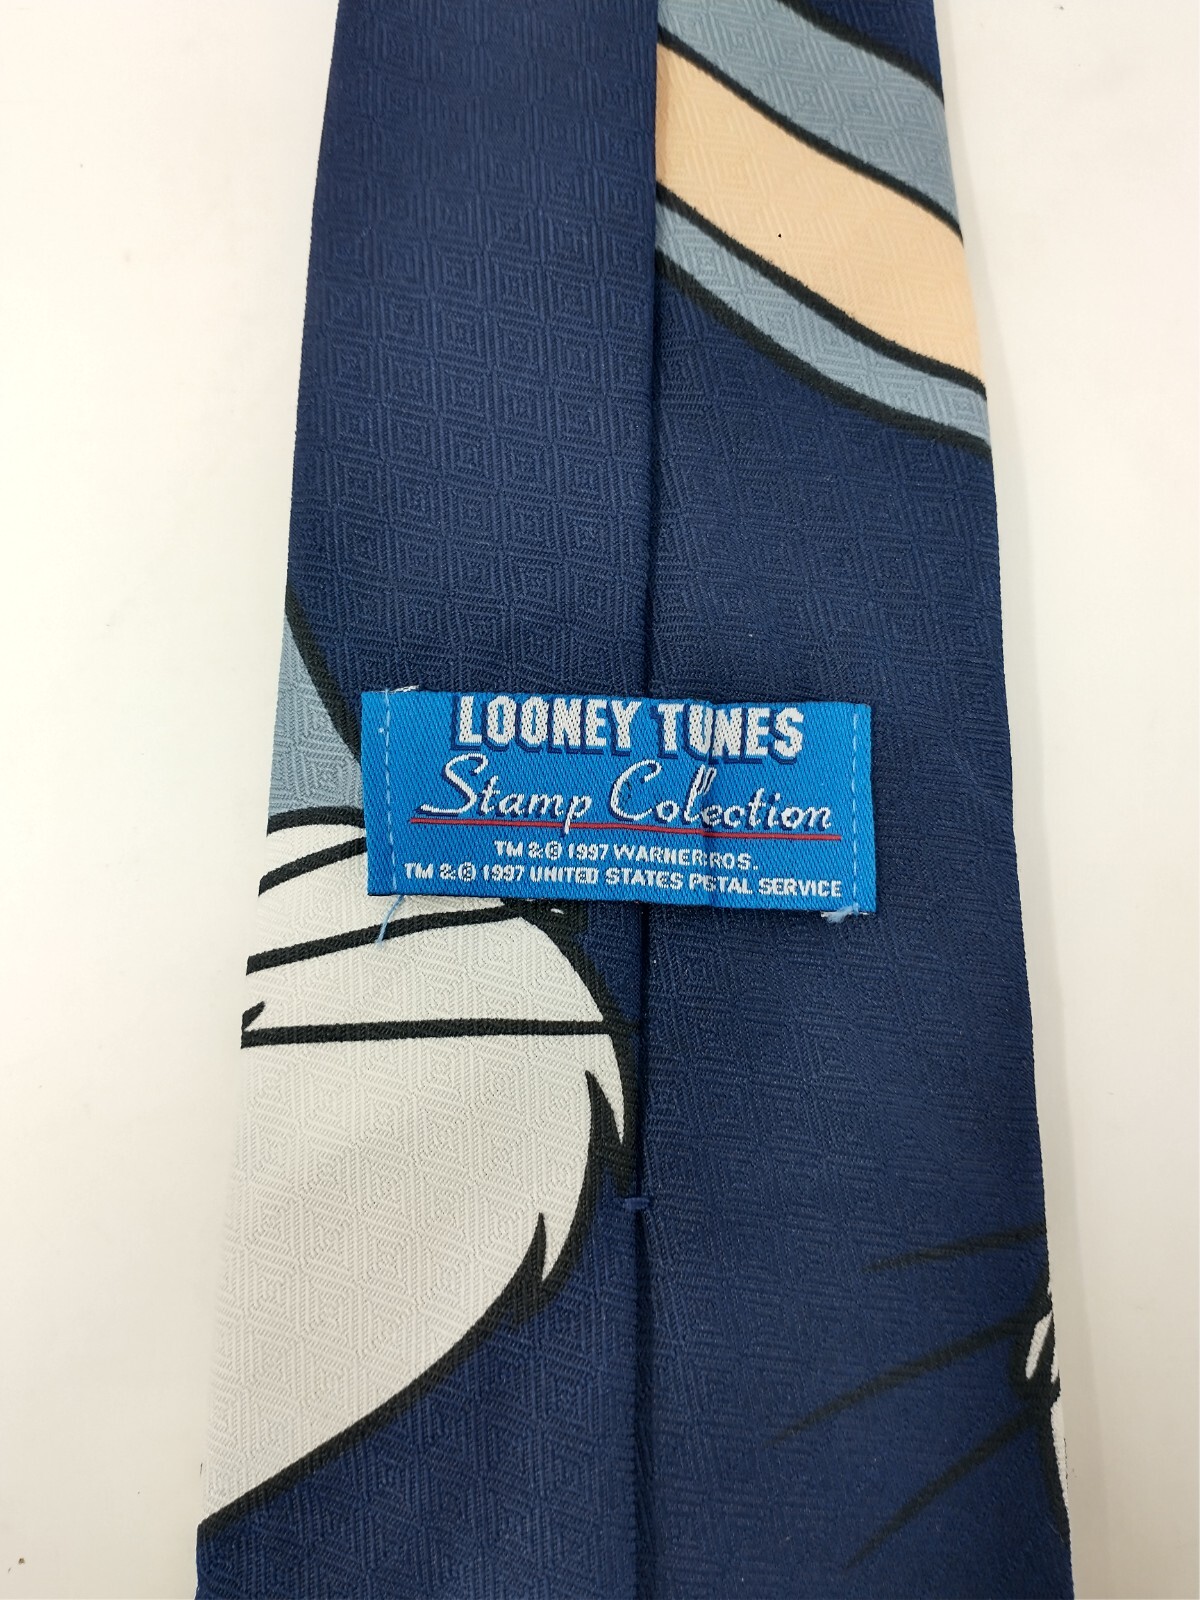 LOONEY TUNES
Stamp Collection
TM & © 1997 WARNER BROS.
TM & © 1997 UNITED STATES POSTAL SERVICE